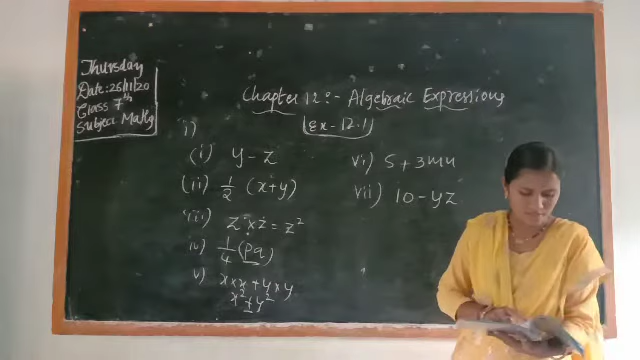 Thursday
Date:26/11/20
Class 7th
Subject Maths
Chapter 12:- Algebraic Expressions
Ex-12.1
1)
(i) y - z
(ii) 1/2 (x+y)
(iii) z × z = z²
iv) 1/4 (pq)
v) x×x + y×y
x² + y²
vi) 5 + 3mn
vii) 10 - yz